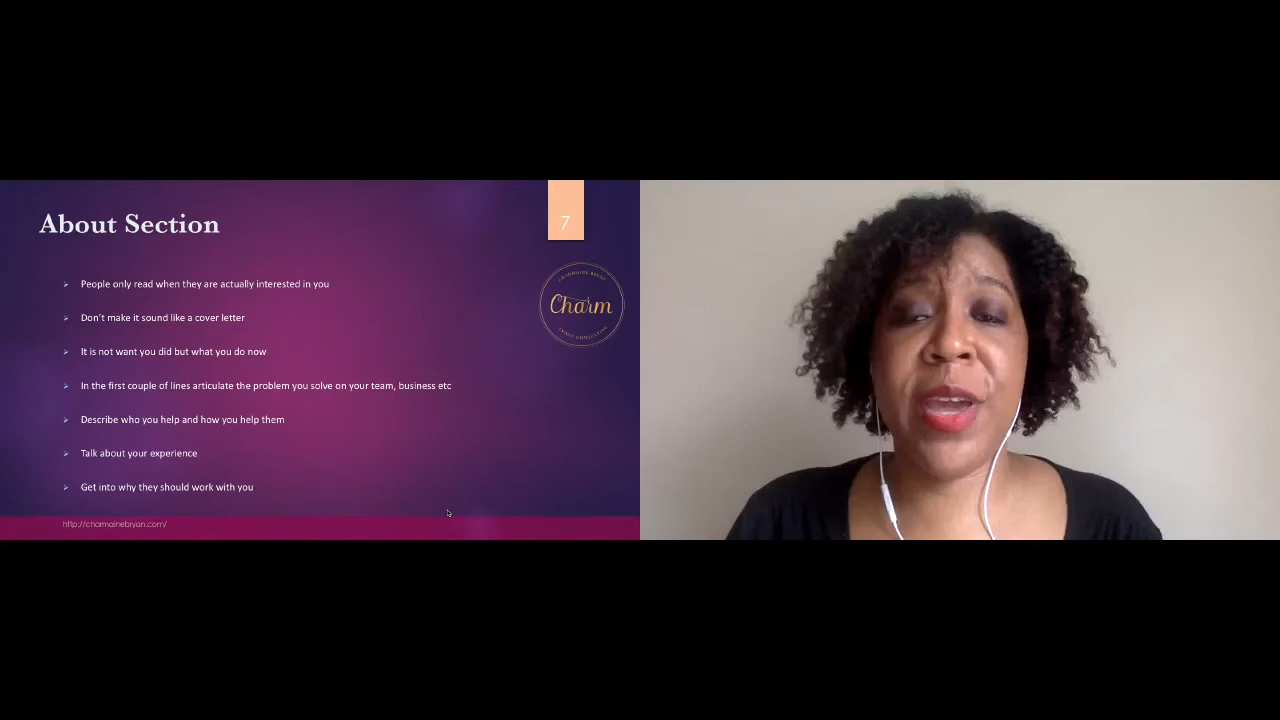 About Section
7
People only read when they are actually interested in you
CHARMAINE BRYAN
Charm
Don't make it sound like a cover letter
It is not want you did but what you do now
In the first couple of lines articulate the problem you solve on your team, business etc
Describe who you help and how you help them
Talk about your experience
Get into why they should work with you
http://charmainebryan.com/